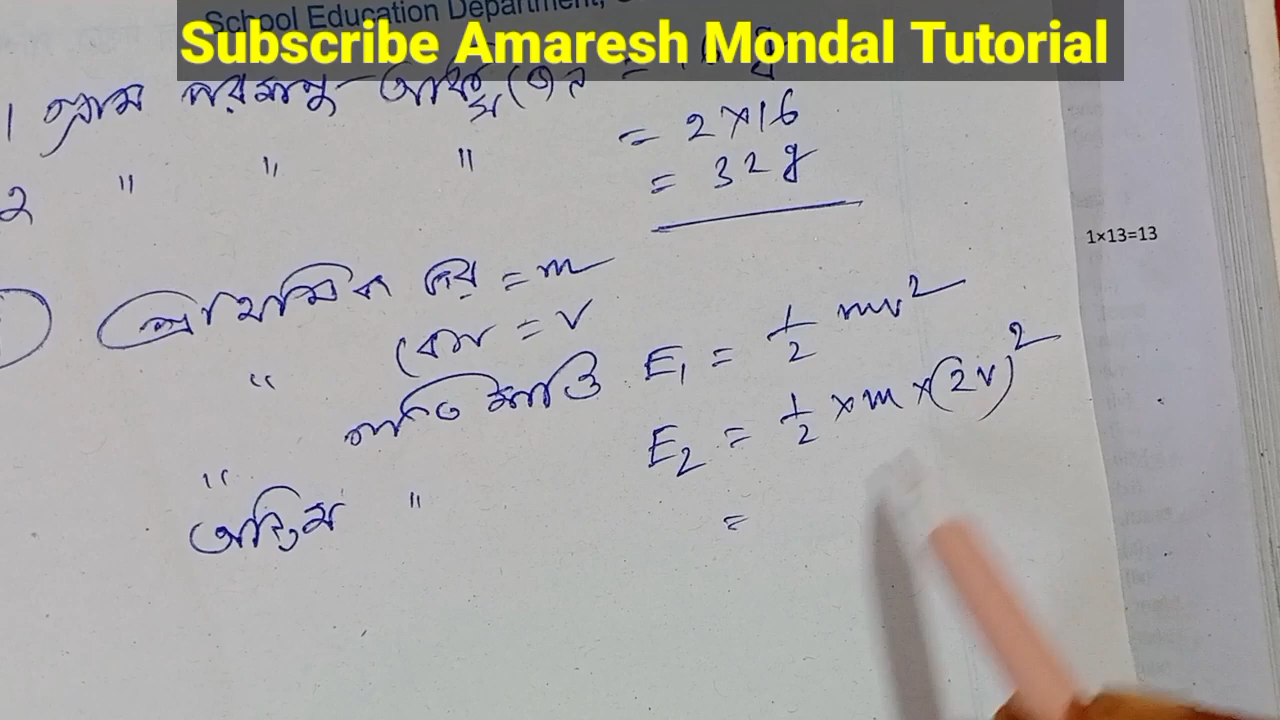 School Education Department,
Subscribe Amaresh Mondal Tutorial
1 গ্রাম পরমাণু অক্সিজেন =
= 2×16
2 " " "
= 32 g
1×13=13
প্রাথমিক ভর = m
" বেগ = v
" গতিশক্তি E₁ = 1/2 mv²
অন্তিম " E₂ = 1/2 × m × (2v)²
=